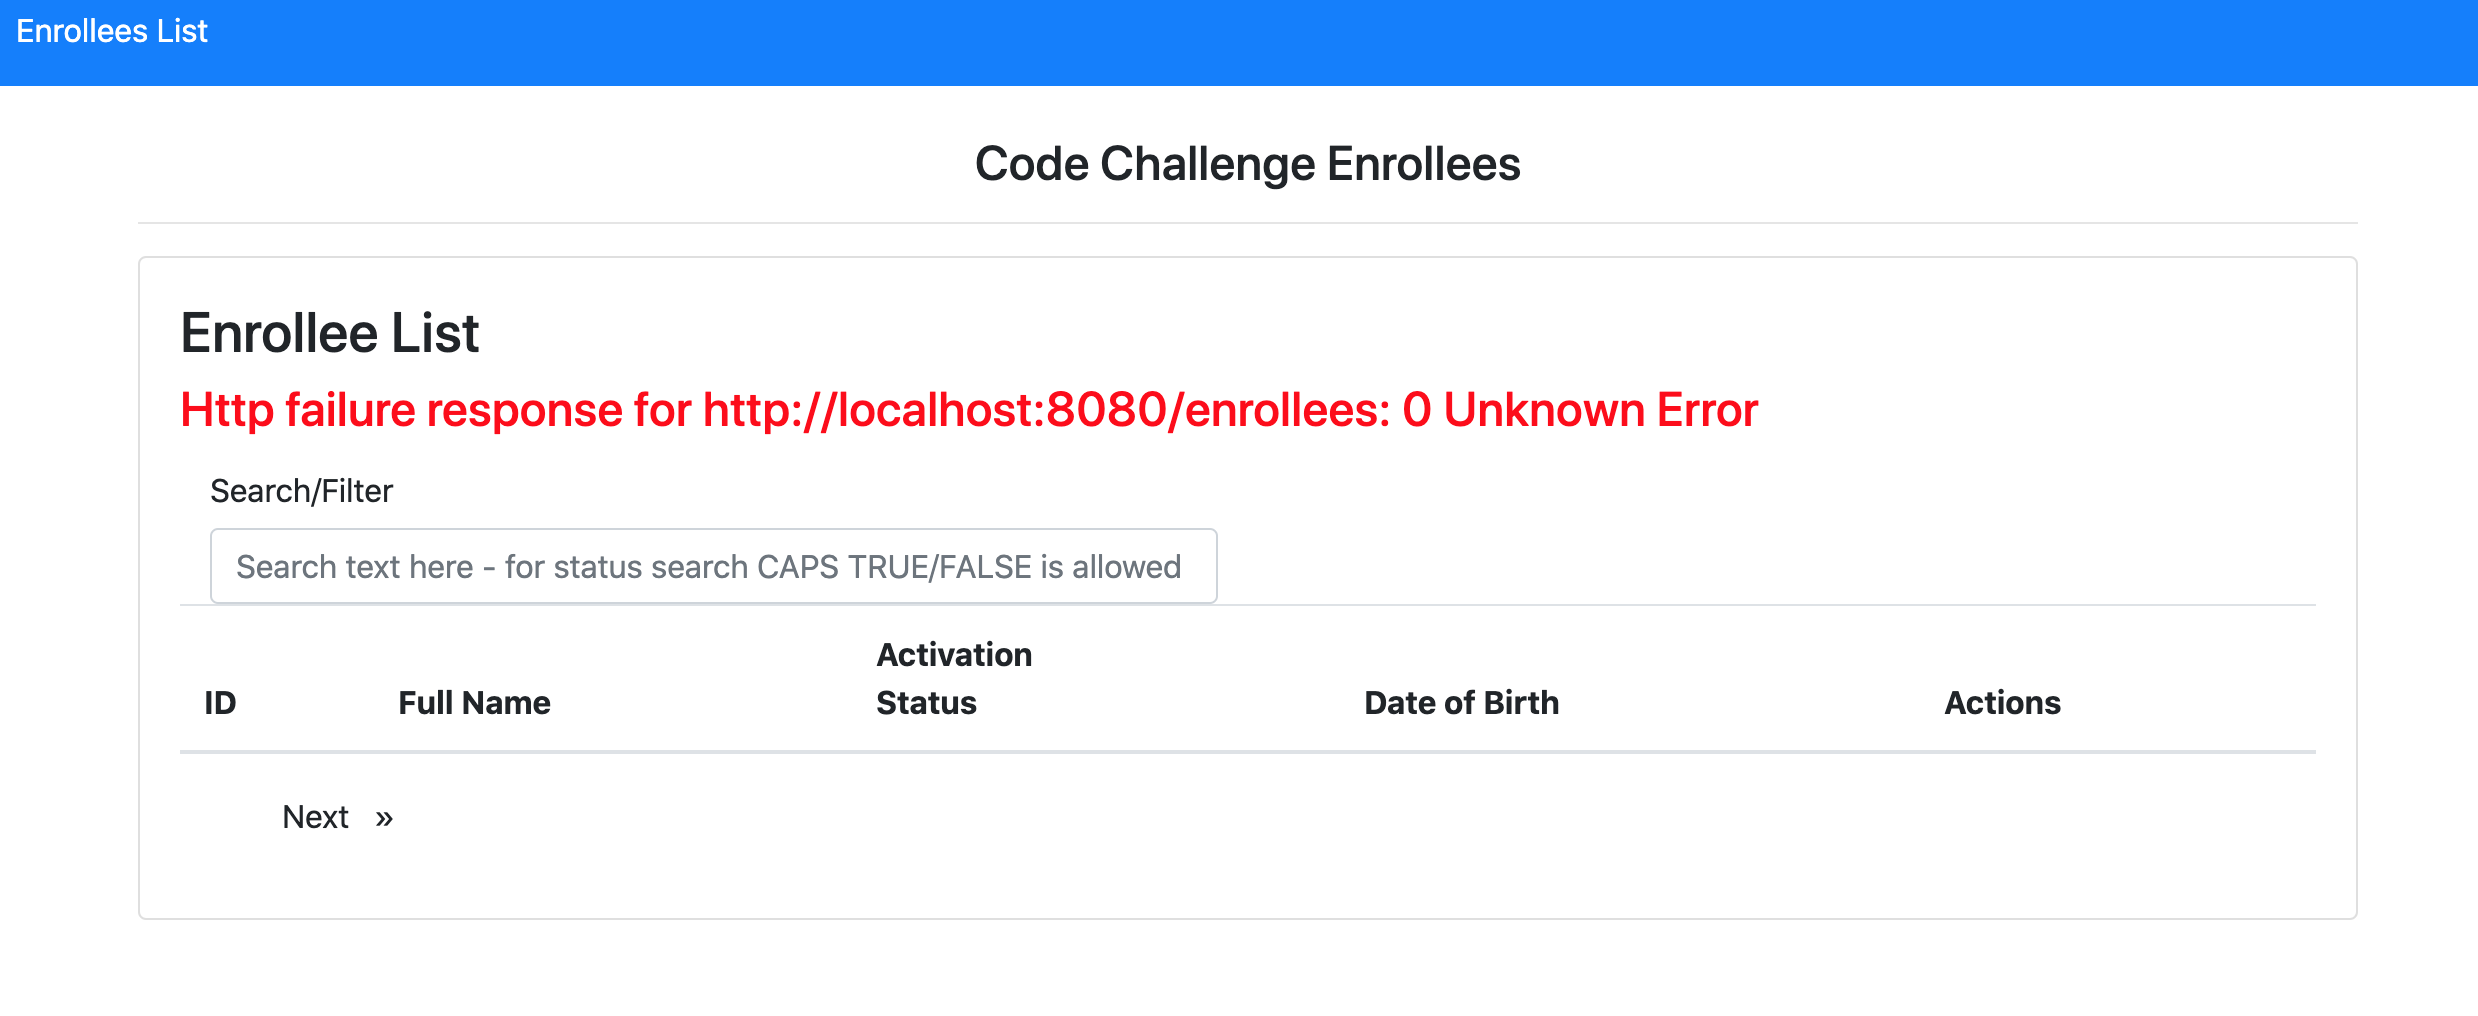 Enrollees List
Code Challenge Enrollees
Enrollee List
Http failure response for http://localhost:8080/enrollees: 0 Unknown Error
Search/Filter
Search text here - for status search CAPS TRUE/FALSE is allowed
ID Full Name Activation Status Date of Birth Actions
Next »